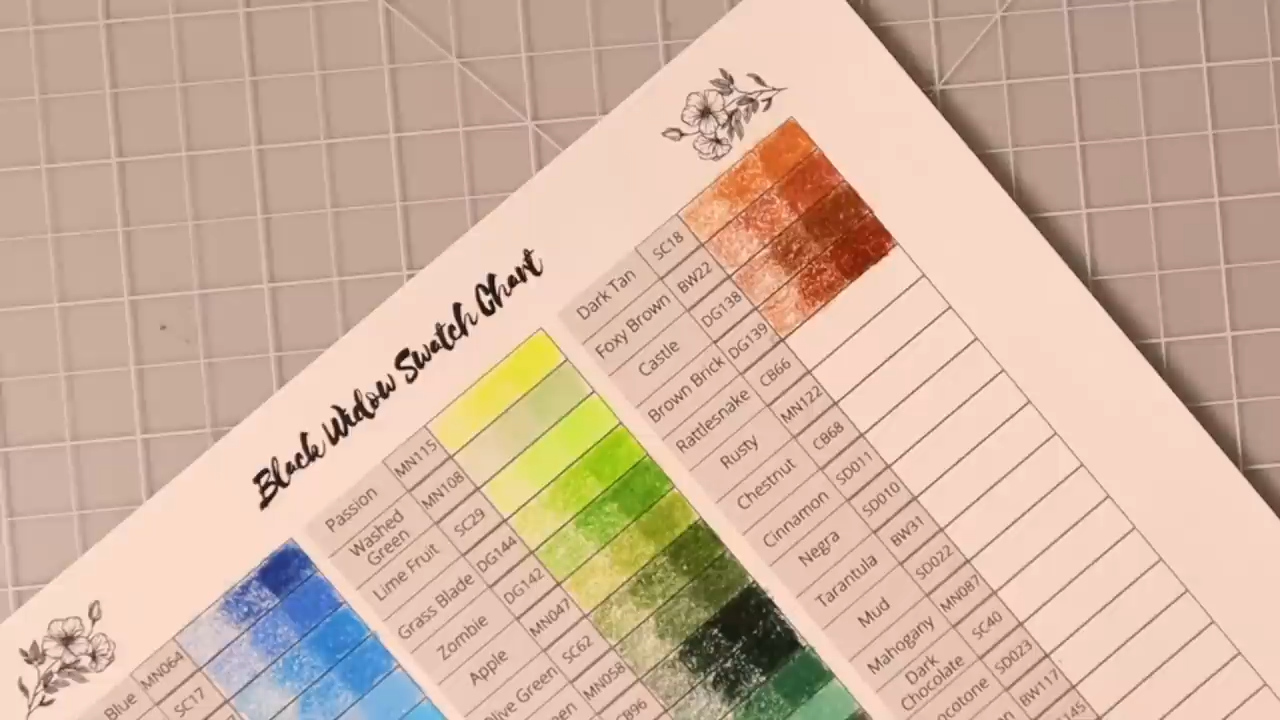 Black Widow Swatch Chart
Blue MN064
SC17
Passion MN115
Washed
Green MN108
Lime Fruit SC29
Grass Blade DG144
Zombie DG142
Apple MN047
Olive Green SC62
MN058
Dark Tan SC18
Foxy Brown BW22
Castle DG138
Brown Brick DG139
Rattlesnake CB66
Rusty MN122
Chestnut CB68
Cinnamon SD011
Negra SD010
Tarantula BW31
Mud SD022
Mahogany MN087
Dark
Chocolate SC40
SD023
BW117